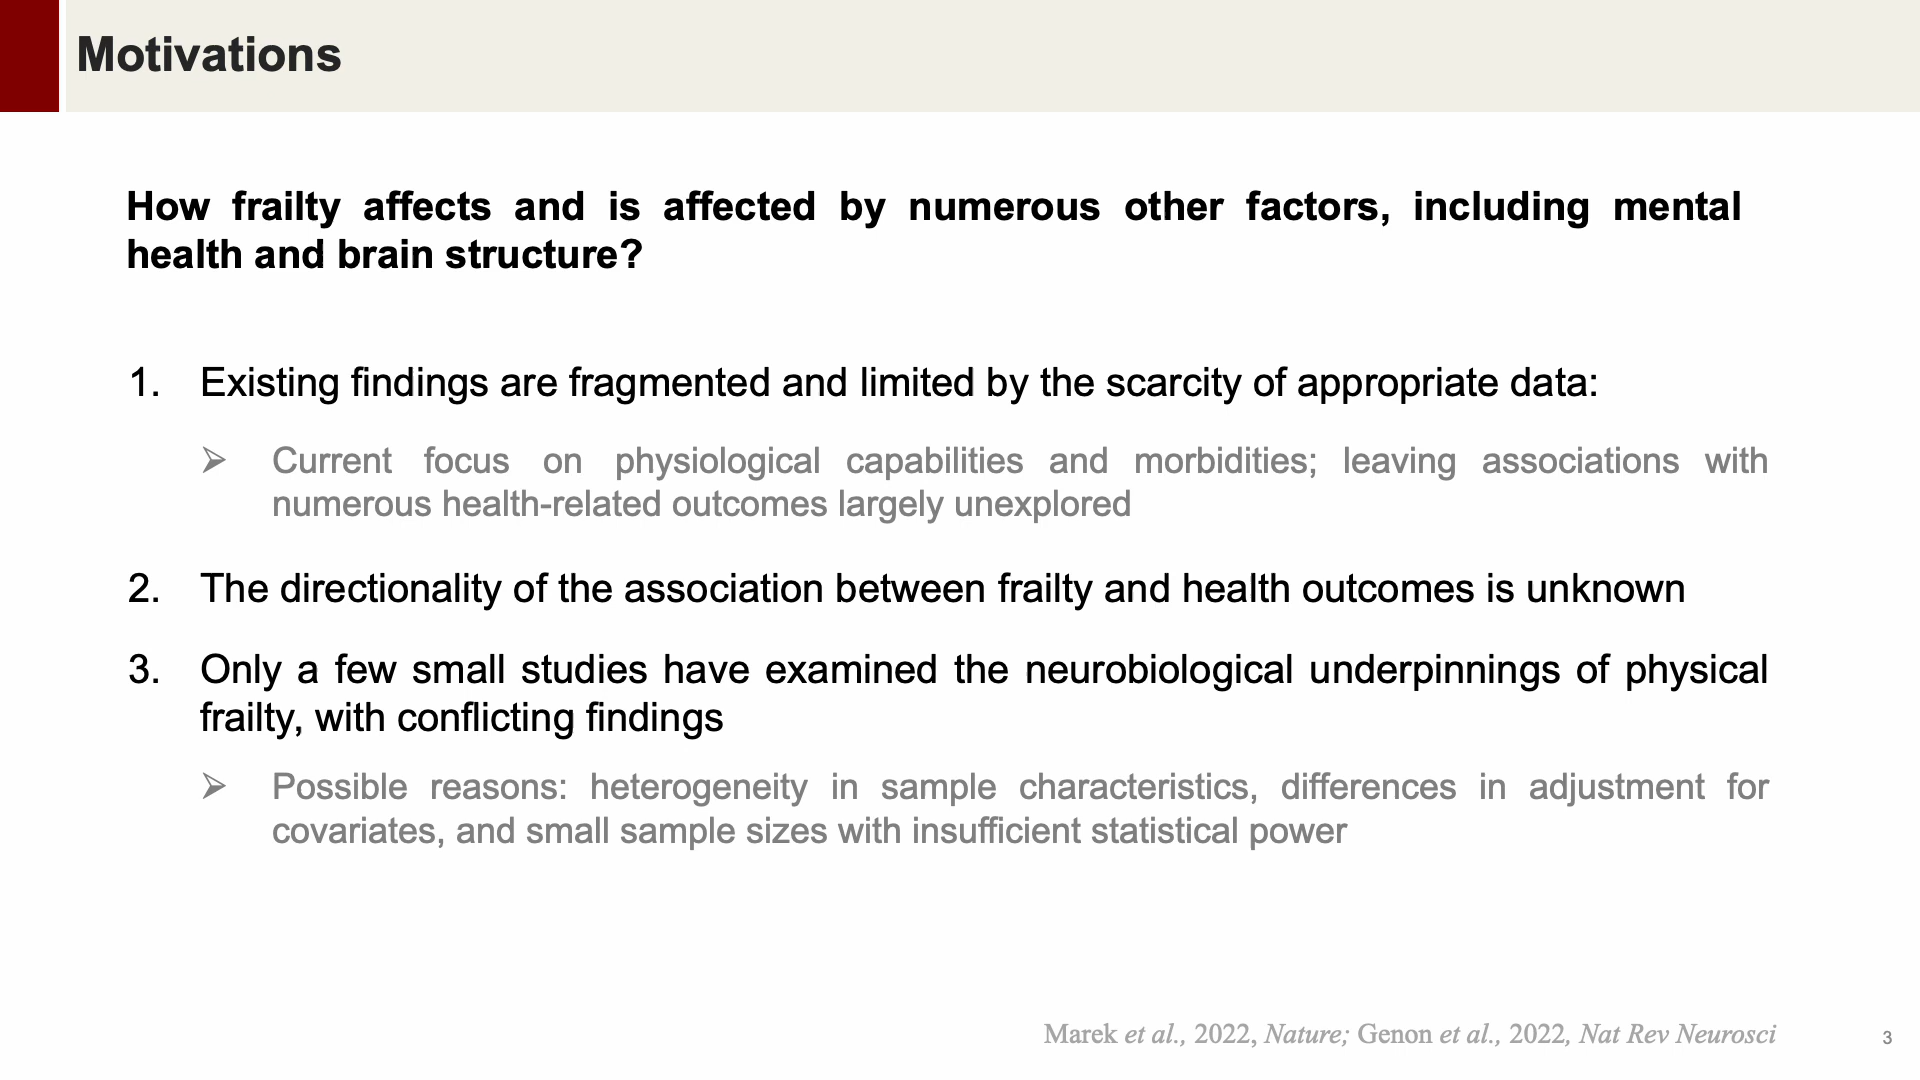 Motivations
How frailty affects and is affected by numerous other factors, including mental
health and brain structure?
1. Existing findings are fragmented and limited by the scarcity of appropriate data:
➢ Current focus on physiological capabilities and morbidities; leaving associations with
numerous health-related outcomes largely unexplored
2. The directionality of the association between frailty and health outcomes is unknown
3. Only a few small studies have examined the neurobiological underpinnings of physical
frailty, with conflicting findings
➢ Possible reasons: heterogeneity in sample characteristics, differences in adjustment for
covariates, and small sample sizes with insufficient statistical power
Marek et al., 2022, Nature; Genon et al., 2022, Nat Rev Neurosci
3